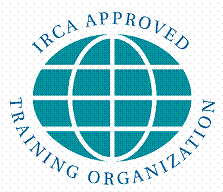 IRCA APPROVED
TRAINING ORGANIZATION